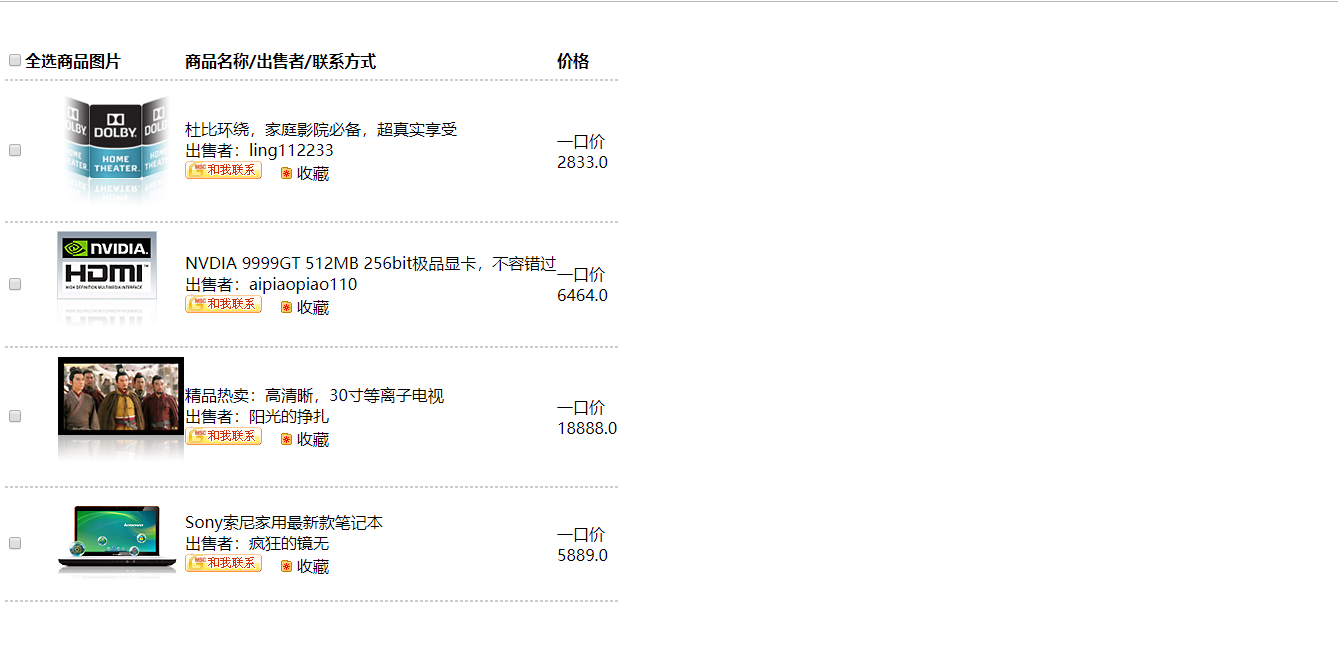 全选商品图片 商品名称/出售者/联系方式 价格
DOLBY.
HOME
THEATER.
杜比环绕，家庭影院必备，超真实享受
出售者：ling112233
和我联系 收藏
一口价
2833.0
NVIDIA.
HDMI
HIGH DEFINITION MULTIMEDIA INTERFACE
NVDIA 9999GT 512MB 256bit极品显卡，不容错过
出售者：aipiaopiao110
和我联系 收藏
一口价
6464.0
精品热卖：高清晰，30寸等离子电视
出售者：阳光的挣扎
和我联系 收藏
一口价
18888.0
lenovo
Sony索尼家用最新款笔记本
出售者：疯狂的镜无
和我联系 收藏
一口价
5889.0